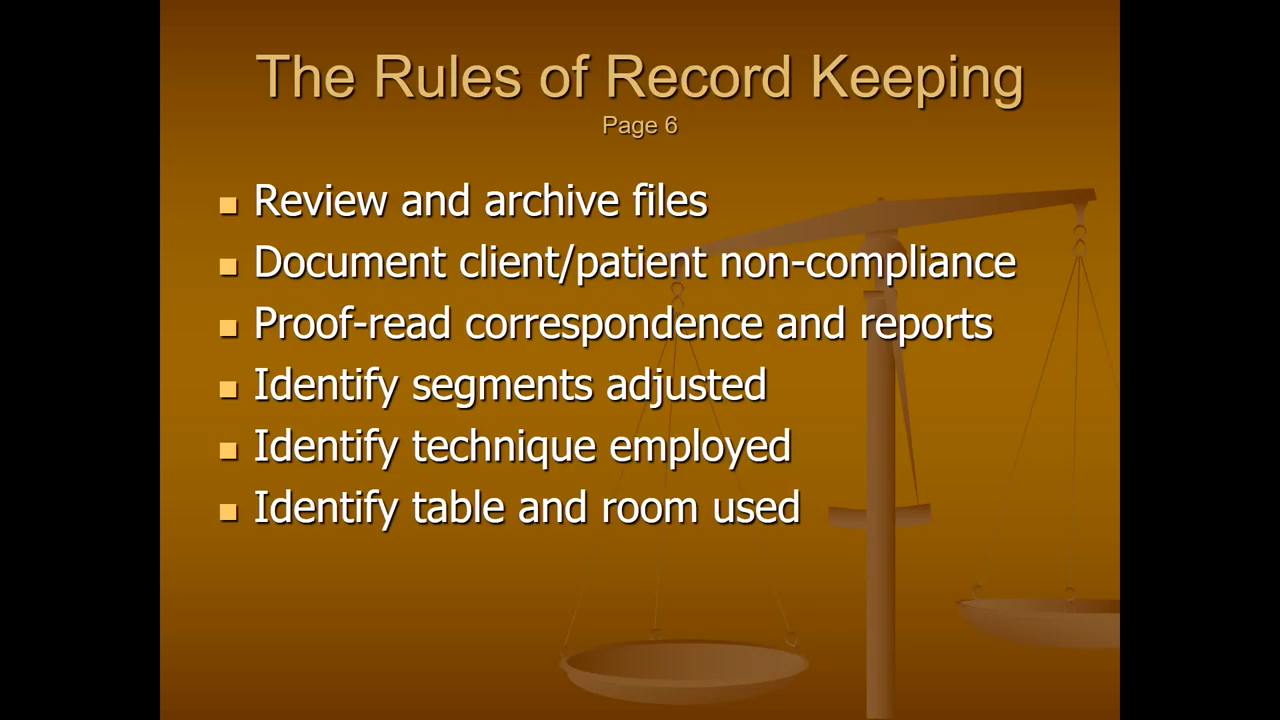 The Rules of Record Keeping
Page 6
Review and archive files
Document client/patient non-compliance
Proof-read correspondence and reports
Identify segments adjusted
Identify technique employed
Identify table and room used